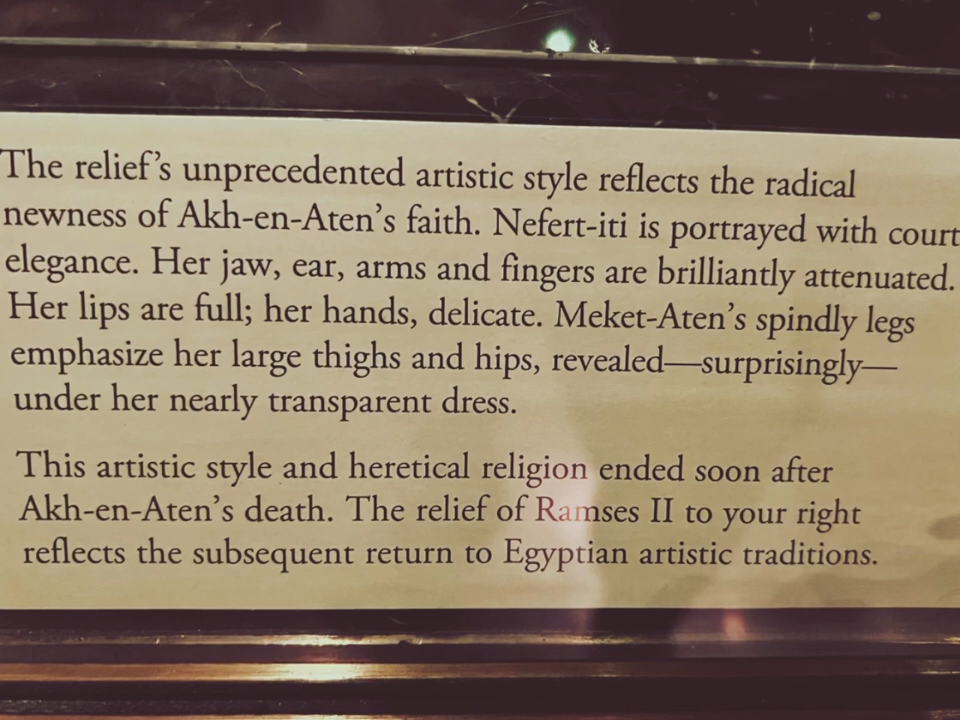 The relief's unprecedented artistic style reflects the radical
newness of Akh-en-Aten's faith. Nefert-iti is portrayed with court
elegance. Her jaw, ear, arms and fingers are brilliantly attenuated.
Her lips are full; her hands, delicate. Meket-Aten's spindly legs
emphasize her large thighs and hips, revealed—surprisingly—
under her nearly transparent dress.
This artistic style and heretical religion ended soon after
Akh-en-Aten's death. The relief of Ramses II to your right
reflects the subsequent return to Egyptian artistic traditions.